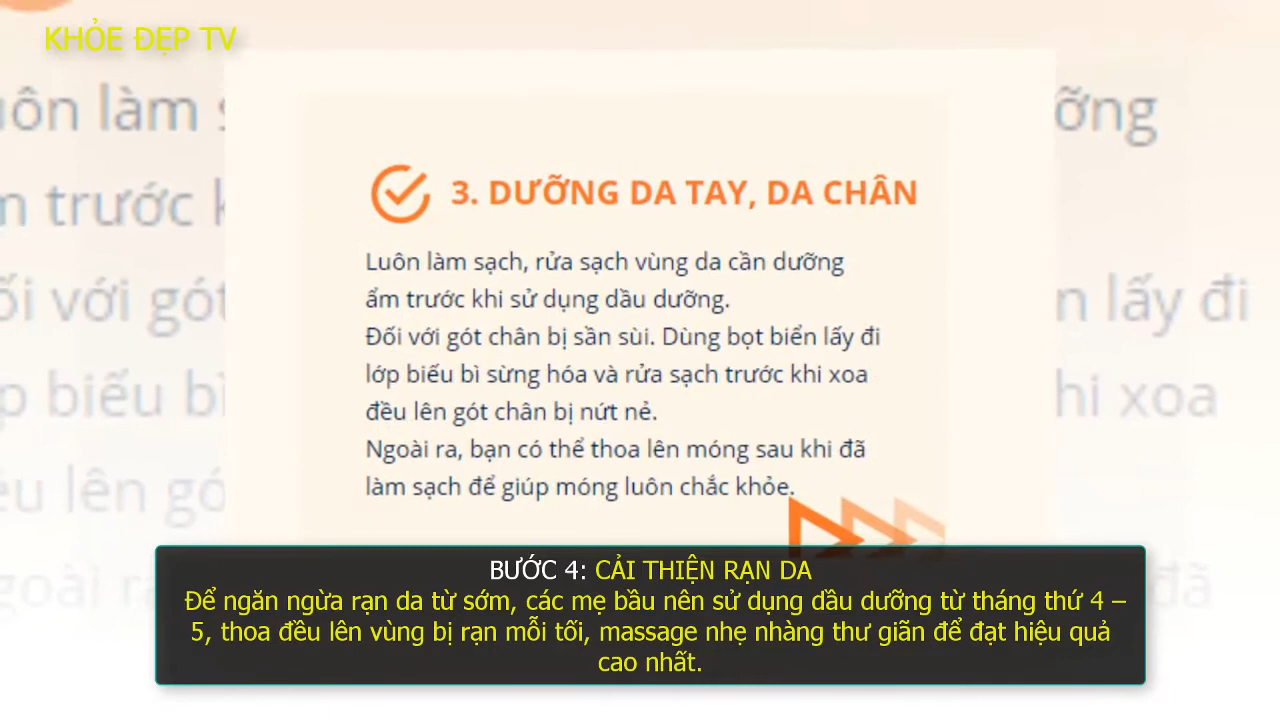 KHỎE ĐẸP TV
3. DƯỠNG DA TAY, DA CHÂN
Luôn làm sạch, rửa sạch vùng da cần dưỡng
ẩm trước khi sử dụng dầu dưỡng.
Đối với gót chân bị sần sùi. Dùng bọt biển lấy đi
lớp biểu bì sừng hóa và rửa sạch trước khi xoa
đều lên gót chân bị nứt nẻ.
Ngoài ra, bạn có thể thoa lên móng sau khi đã
làm sạch để giúp móng luôn chắc khỏe.
BƯỚC 4: CẢI THIỆN RẠN DA
Để ngăn ngừa rạn da từ sớm, các mẹ bầu nên sử dụng dầu dưỡng từ tháng thứ 4 –
5, thoa đều lên vùng bị rạn mỗi tối, massage nhẹ nhàng thư giãn để đạt hiệu quả
cao nhất.